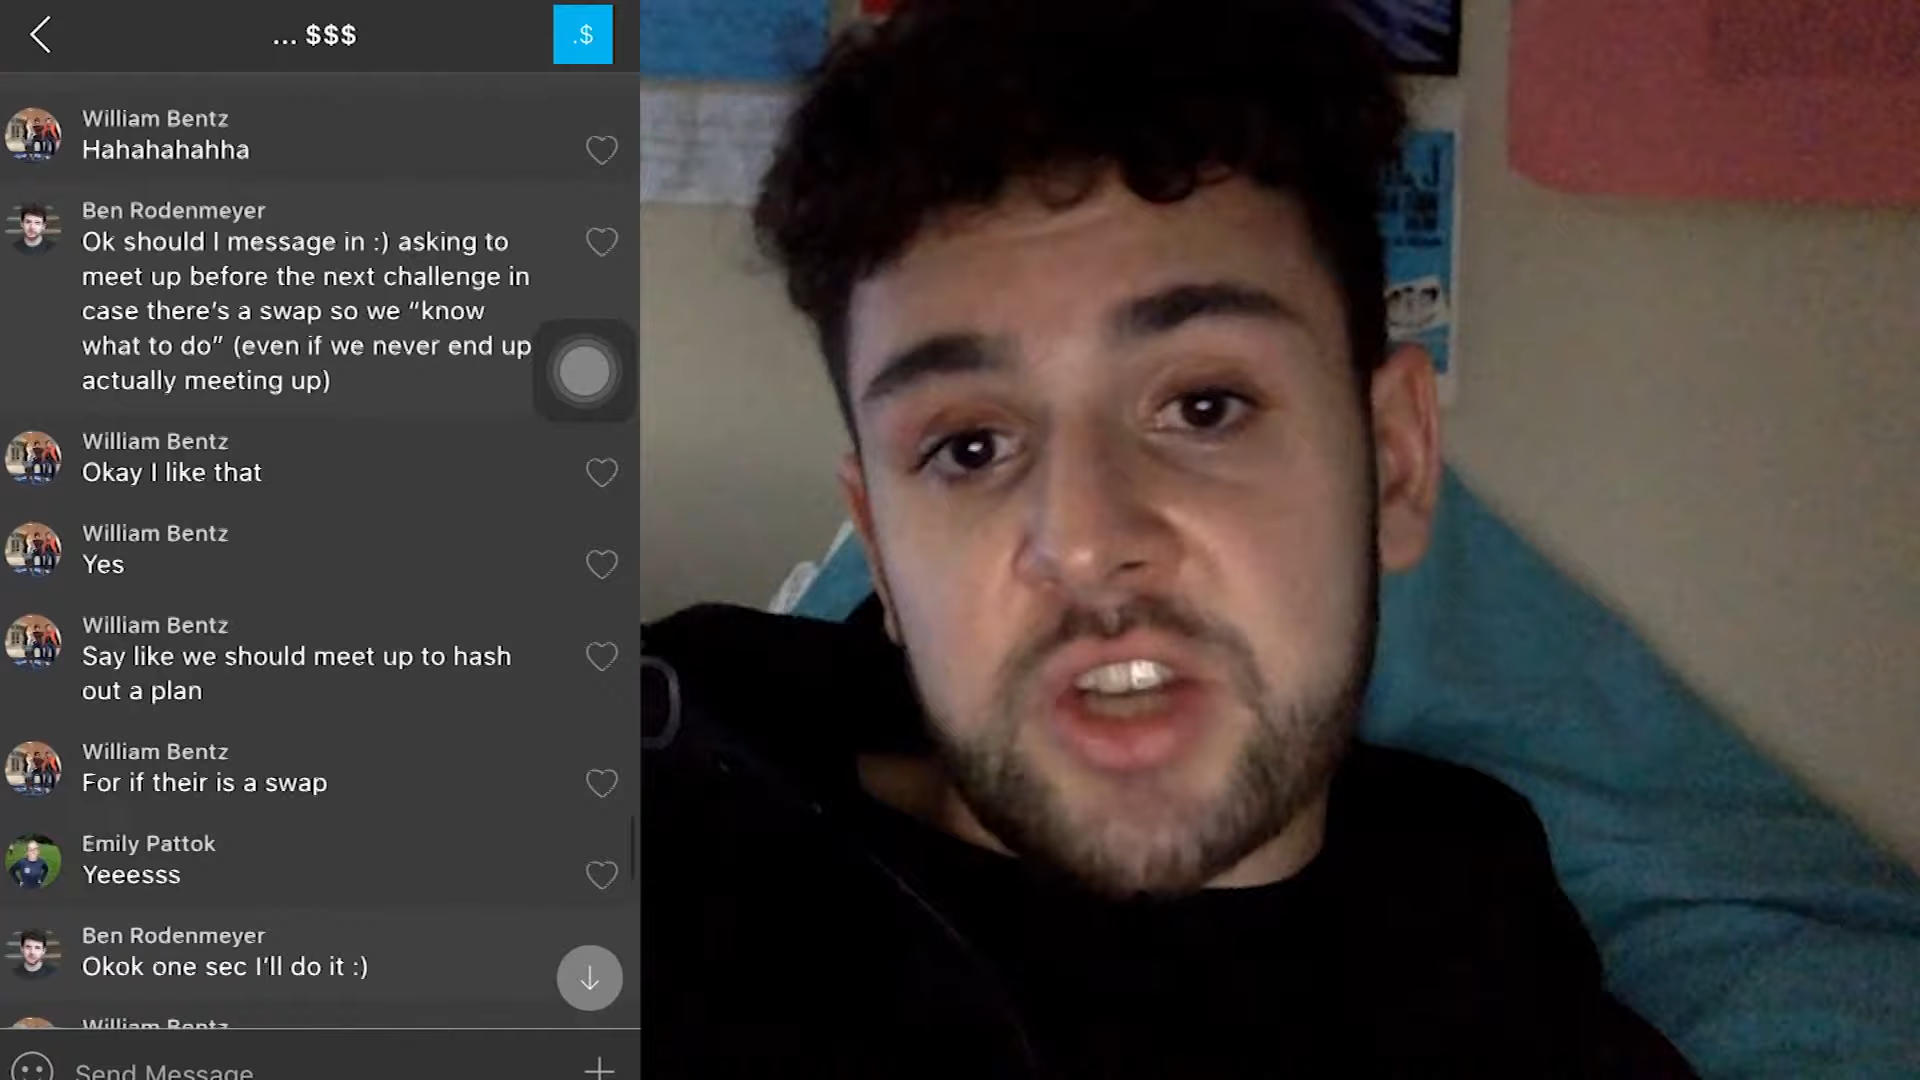 ... $$$
.$
William Bentz
Hahahahahha
Ben Rodenmeyer
Ok should I message in :) asking to
meet up before the next challenge in
case there's a swap so we “know
what to do” (even if we never end up
actually meeting up)
William Bentz
Okay I like that
William Bentz
Yes
William Bentz
Say like we should meet up to hash
out a plan
William Bentz
For if their is a swap
Emily Pattok
Yeeesss
Ben Rodenmeyer
Okok one sec I'll do it :)
William Bentz
Send Message